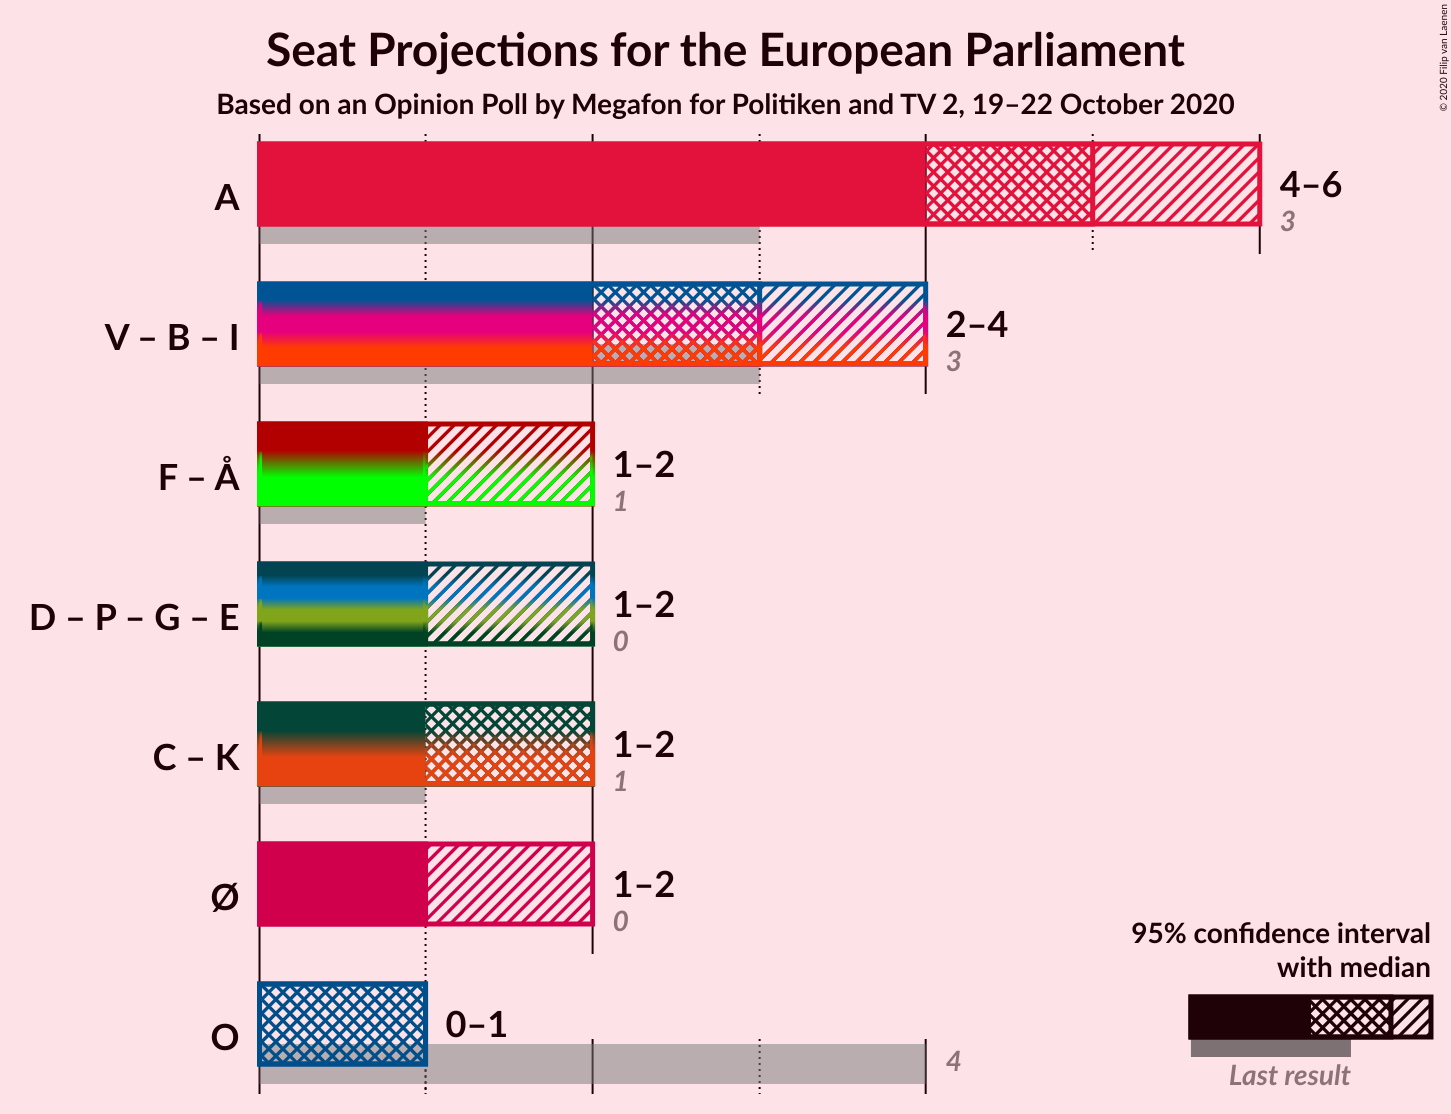 Seat Projections for the European Parliament
Based on an Opinion Poll by Megafon for Politiken and TV 2, 19–22 October 2020
© 2020 Filip van Laenen
A
4–6
3
V – B – I
2–4
3
F – Å
1–2
1
D – P – G – E
1–2
0
C – K
1–2
1
Ø
1–2
0
O
0–1
4
95% confidence interval
with median
Last result